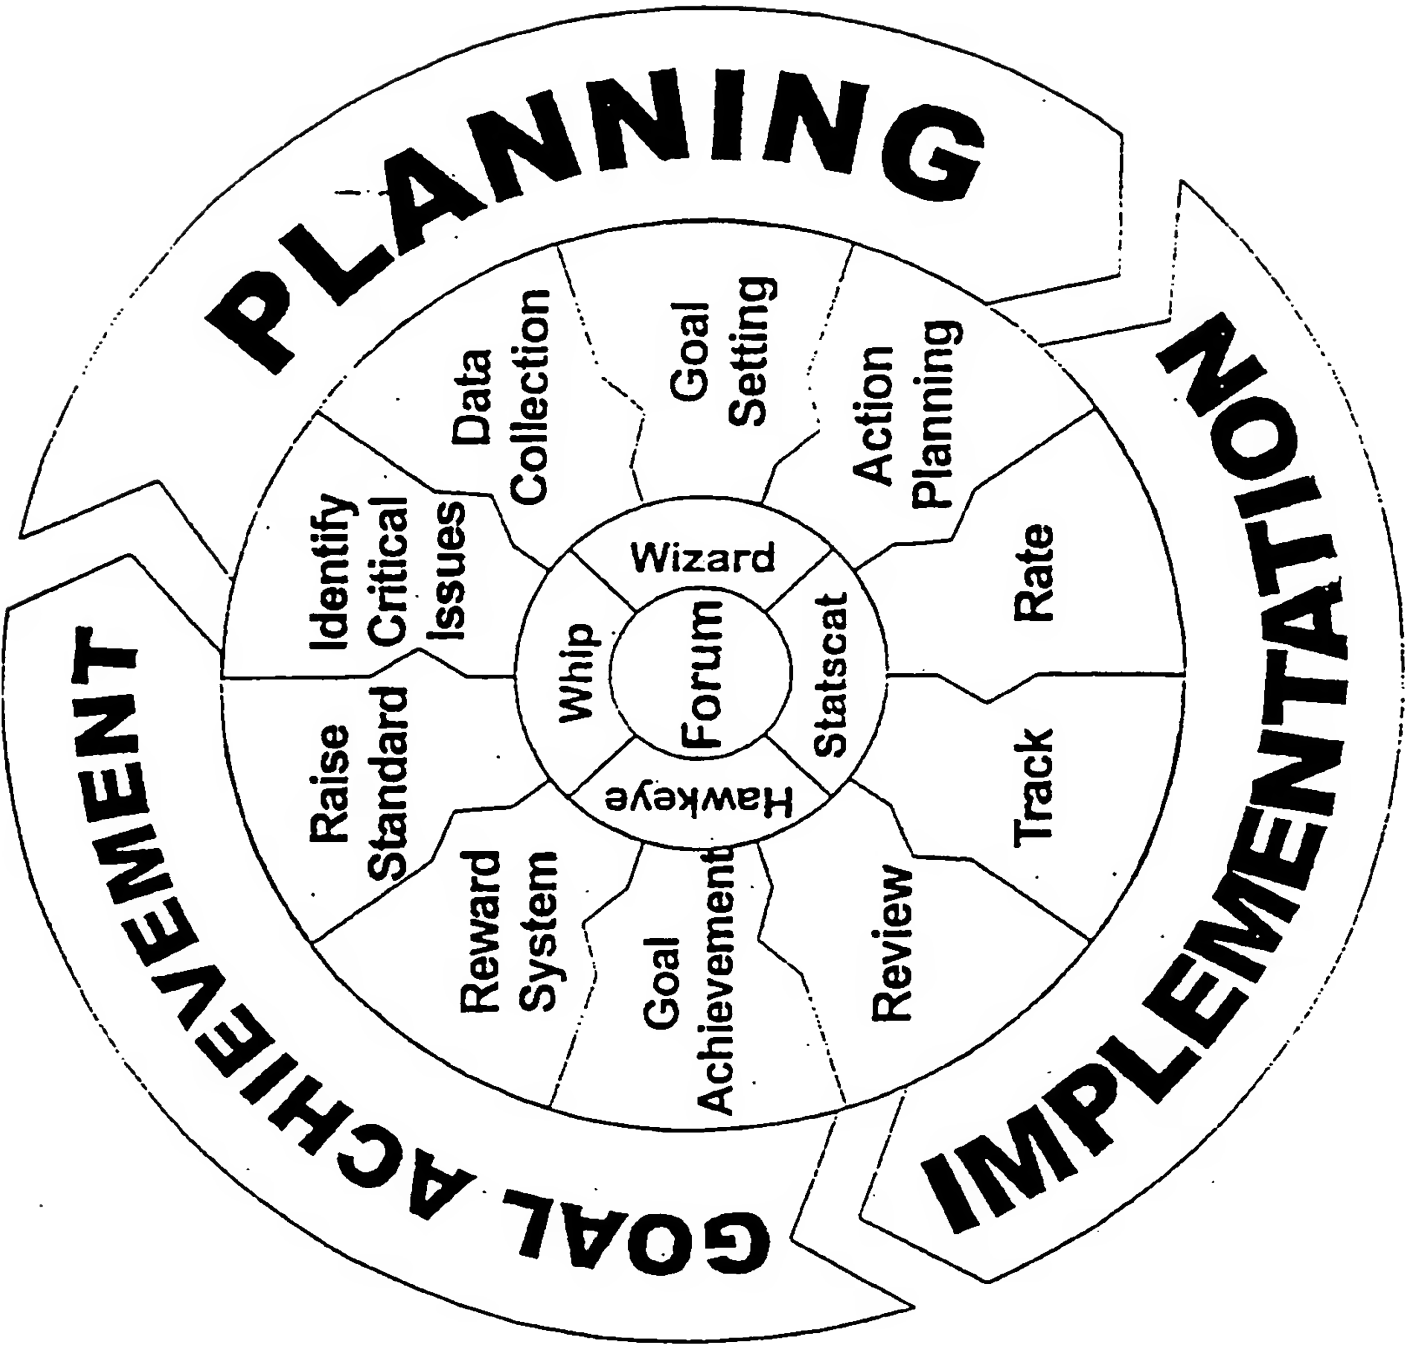 PLANNING
IMPLEMENTATION
GOAL ACHIEVEMENT
Identify
Critical
Issues
Data
Collection
Goal
Setting
Action
Planning
Rate
Track
Review
Goal
Achievement
Reward
System
Raise
Standard
Wizard
Statscat
Hawkeye
Whip
Forum